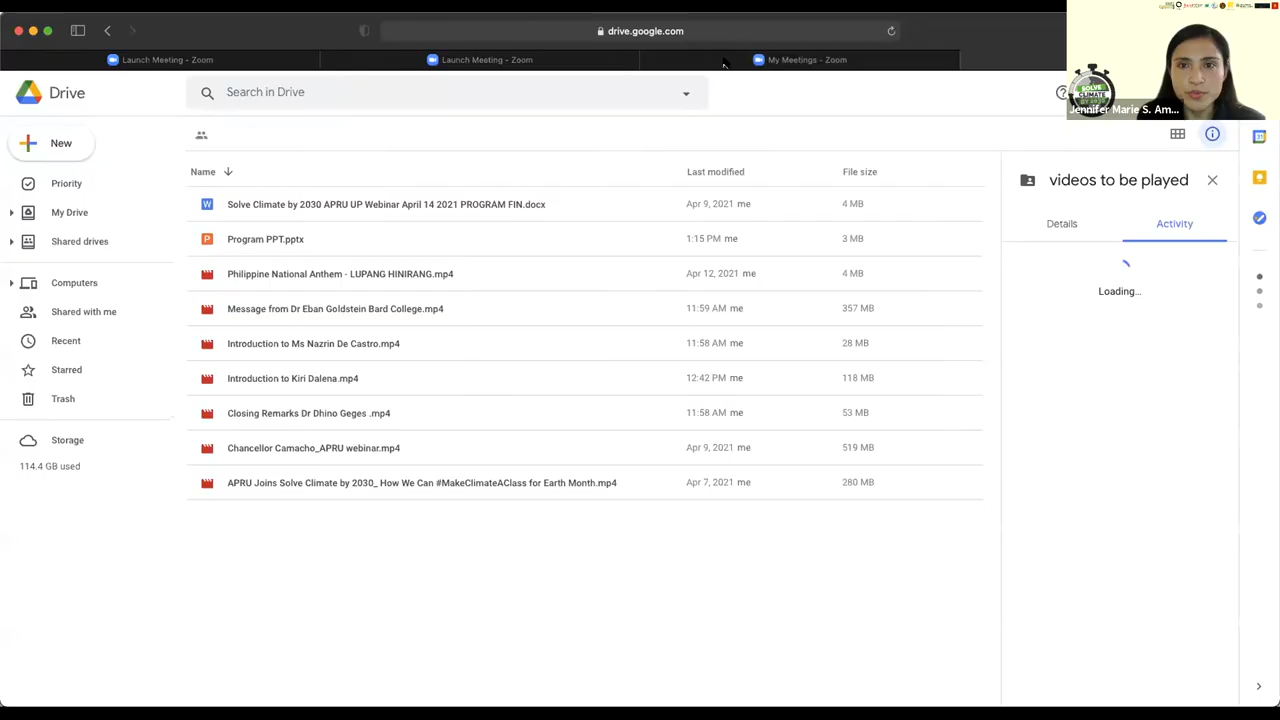 drive.google.com
Launch Meeting - Zoom
Launch Meeting - Zoom
My Meetings - Zoom
Drive
Search in Drive
SOLVE
CLIMATE
BY 2030
Jennifer Marie S. Am...
New
Priority
My Drive
Shared drives
Computers
Shared with me
Recent
Starred
Trash
Storage
114.4 GB used
Name Last modified File size
W Solve Climate by 2030 APRU UP Webinar April 14 2021 PROGRAM FIN.docx Apr 9, 2021 me 4 MB
P Program PPT.pptx 1:15 PM me 3 MB
Philippine National Anthem - LUPANG HINIRANG.mp4 Apr 12, 2021 me 4 MB
Message from Dr Eban Goldstein Bard College.mp4 11:59 AM me 357 MB
Introduction to Ms Nazrin De Castro.mp4 11:58 AM me 28 MB
Introduction to Kiri Dalena.mp4 12:42 PM me 118 MB
Closing Remarks Dr Dhino Geges .mp4 11:58 AM me 53 MB
Chancellor Camacho_APRU webinar.mp4 Apr 9, 2021 me 519 MB
APRU Joins Solve Climate by 2030_ How We Can #MakeClimateAClass for Earth Month.mp4 Apr 7, 2021 me 280 MB
videos to be played
Details Activity
Loading...
31